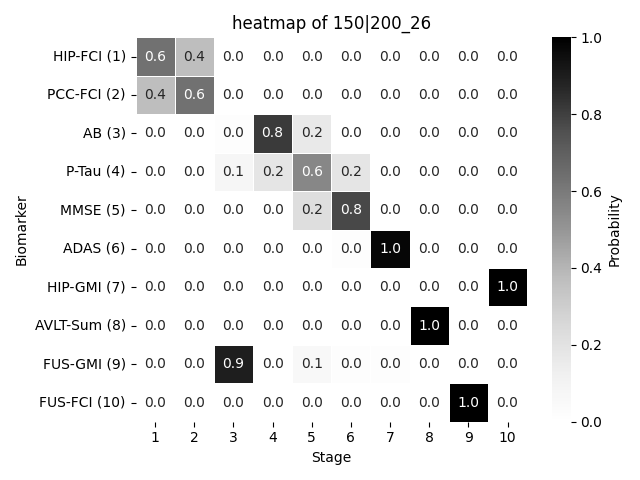 heatmap of 150|200_26
HIP-FCI (1) 0.6 0.4 0.0 0.0 0.0 0.0 0.0 0.0 0.0 0.0
PCC-FCI (2) 0.4 0.6 0.0 0.0 0.0 0.0 0.0 0.0 0.0 0.0
AB (3) 0.0 0.0 0.0 0.8 0.2 0.0 0.0 0.0 0.0 0.0
P-Tau (4) 0.0 0.0 0.1 0.2 0.6 0.2 0.0 0.0 0.0 0.0
MMSE (5) 0.0 0.0 0.0 0.0 0.2 0.8 0.0 0.0 0.0 0.0
ADAS (6) 0.0 0.0 0.0 0.0 0.0 0.0 1.0 0.0 0.0 0.0
HIP-GMI (7) 0.0 0.0 0.0 0.0 0.0 0.0 0.0 0.0 0.0 1.0
AVLT-Sum (8) 0.0 0.0 0.0 0.0 0.0 0.0 0.0 1.0 0.0 0.0
FUS-GMI (9) 0.0 0.0 0.9 0.0 0.1 0.0 0.0 0.0 0.0 0.0
FUS-FCI (10) 0.0 0.0 0.0 0.0 0.0 0.0 0.0 0.0 1.0 0.0
1 2 3 4 5 6 7 8 9 10
Stage
Biomarker
1.0
0.8
0.6
0.4
0.2
0.0
Probability